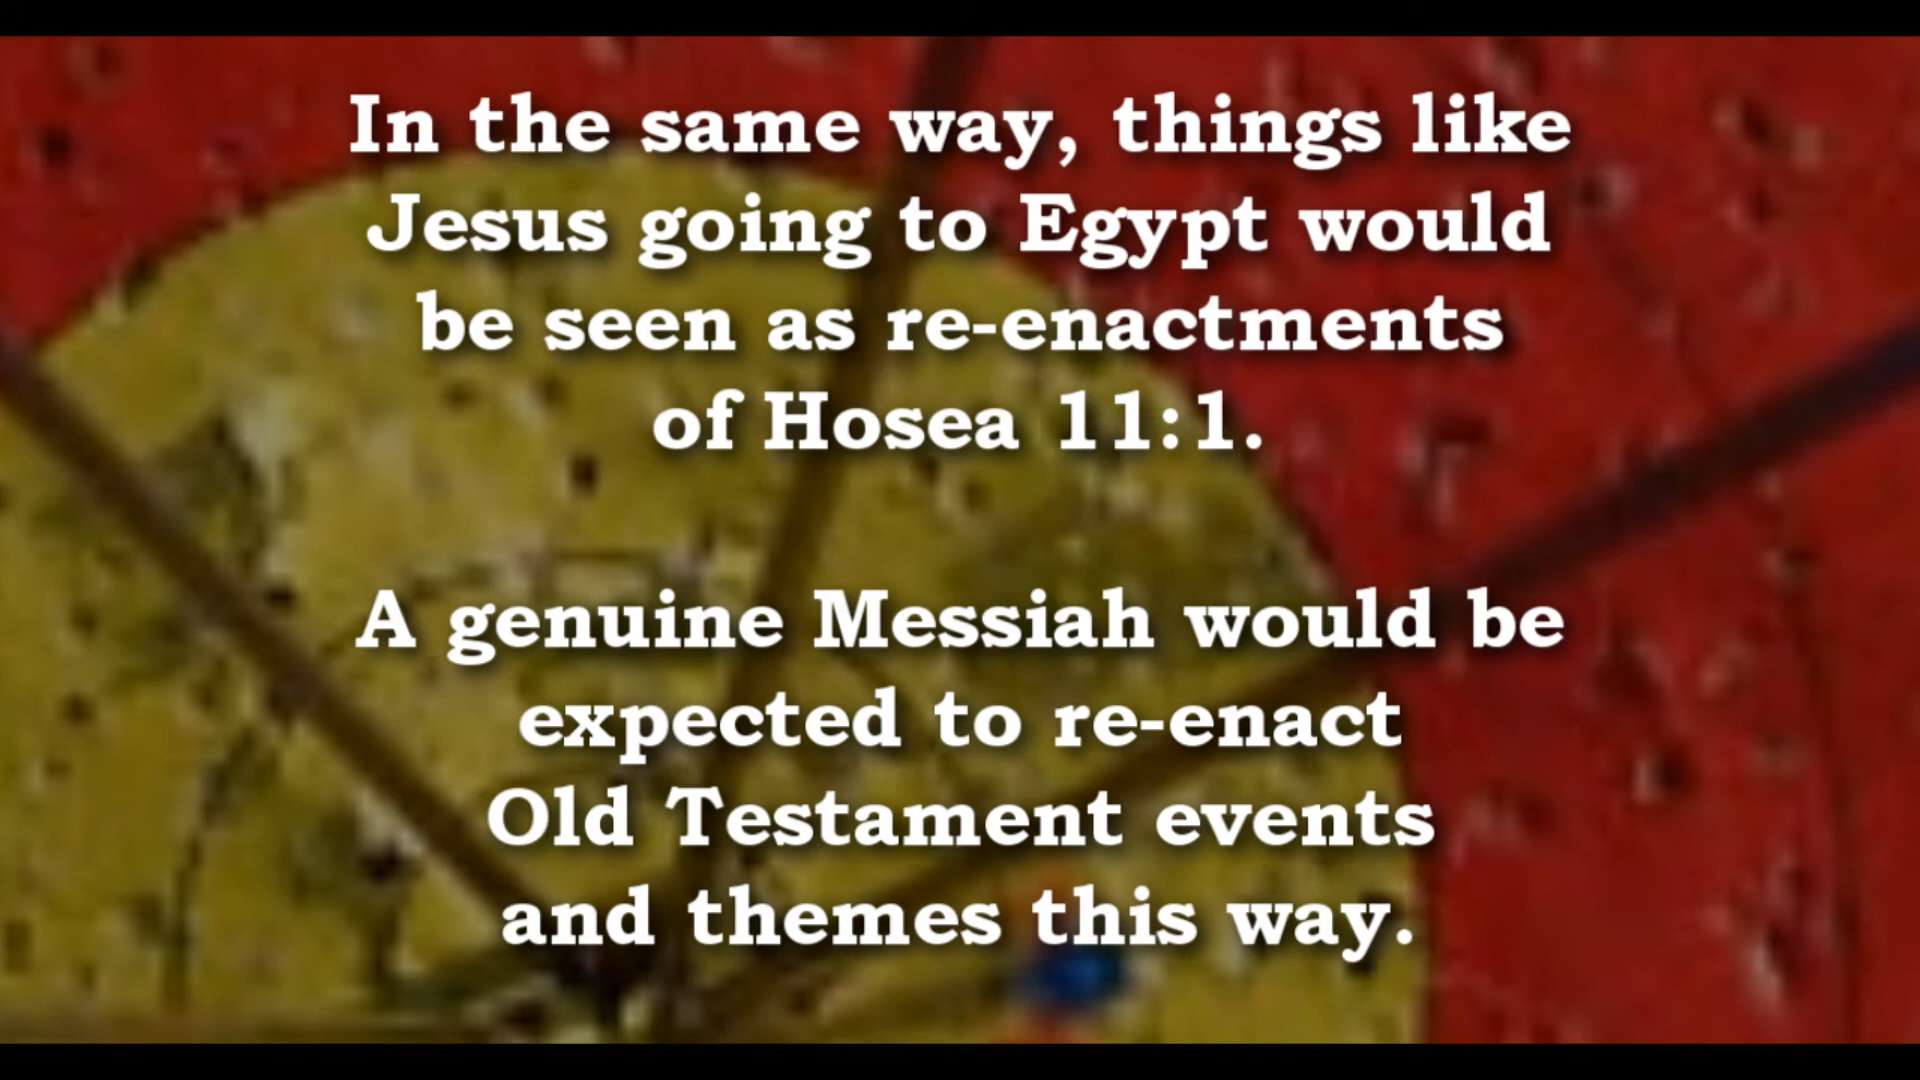 In the same way, things like
Jesus going to Egypt would
be seen as re-enactments
of Hosea 11:1.
A genuine Messiah would be
expected to re-enact
Old Testament events
and themes this way.